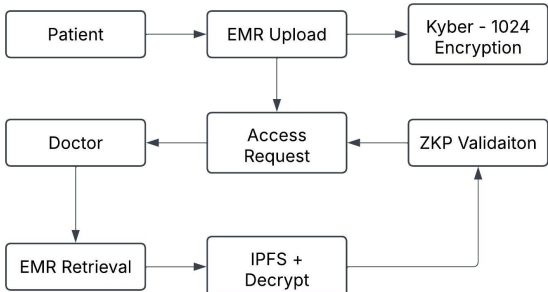 Patient
EMR Upload
Kyber - 1024
Encryption
Doctor
Access
Request
ZKP Validaiton
EMR Retrieval
IPFS +
Decrypt